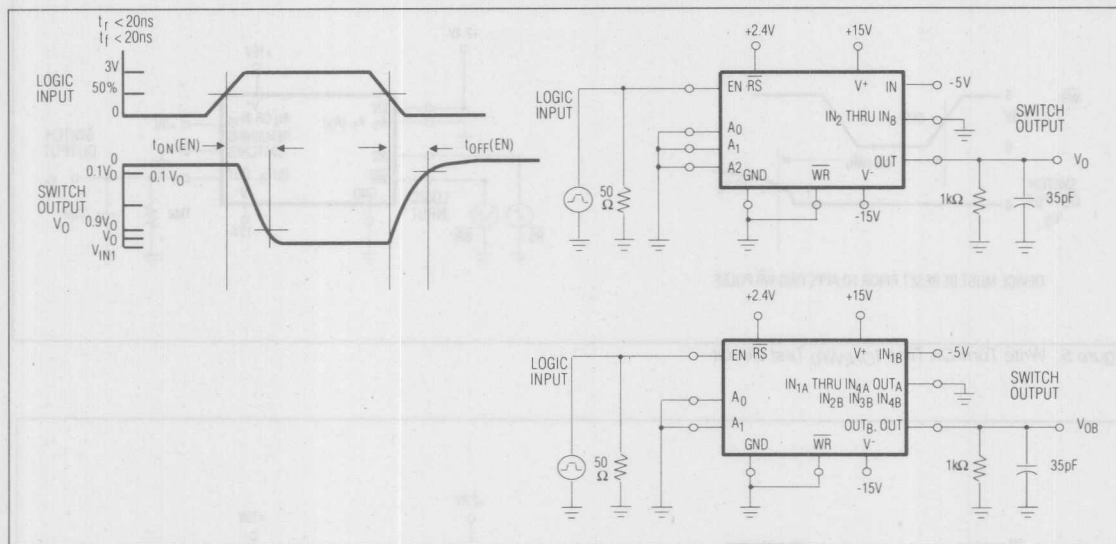 tr < 20ns
tf < 20ns
LOGIC
INPUT
3V
50%
0
tON(EN)
tOFF(EN)
0
0.1VO
0.1 VO
SWITCH
OUTPUT
VO
0.9VO
VO
VIN1
+2.4V
+15V
EN
RS
V+
IN
-5V
LOGIC
INPUT
IN2 THRU IN8
SWITCH
OUTPUT
A0
A1
A2
OUT
VO
GND
WR
V-
50
Ω
1kΩ
35pF
-15V
+2.4V
+15V
EN
RS
V+
IN1B
-5V
LOGIC
INPUT
IN1A THRU IN4A OUTA
IN2B IN3B IN4B
SWITCH
OUTPUT
A0
A1
OUTB, OUT
VOB
GND
WR
V-
50
Ω
1kΩ
35pF
-15V